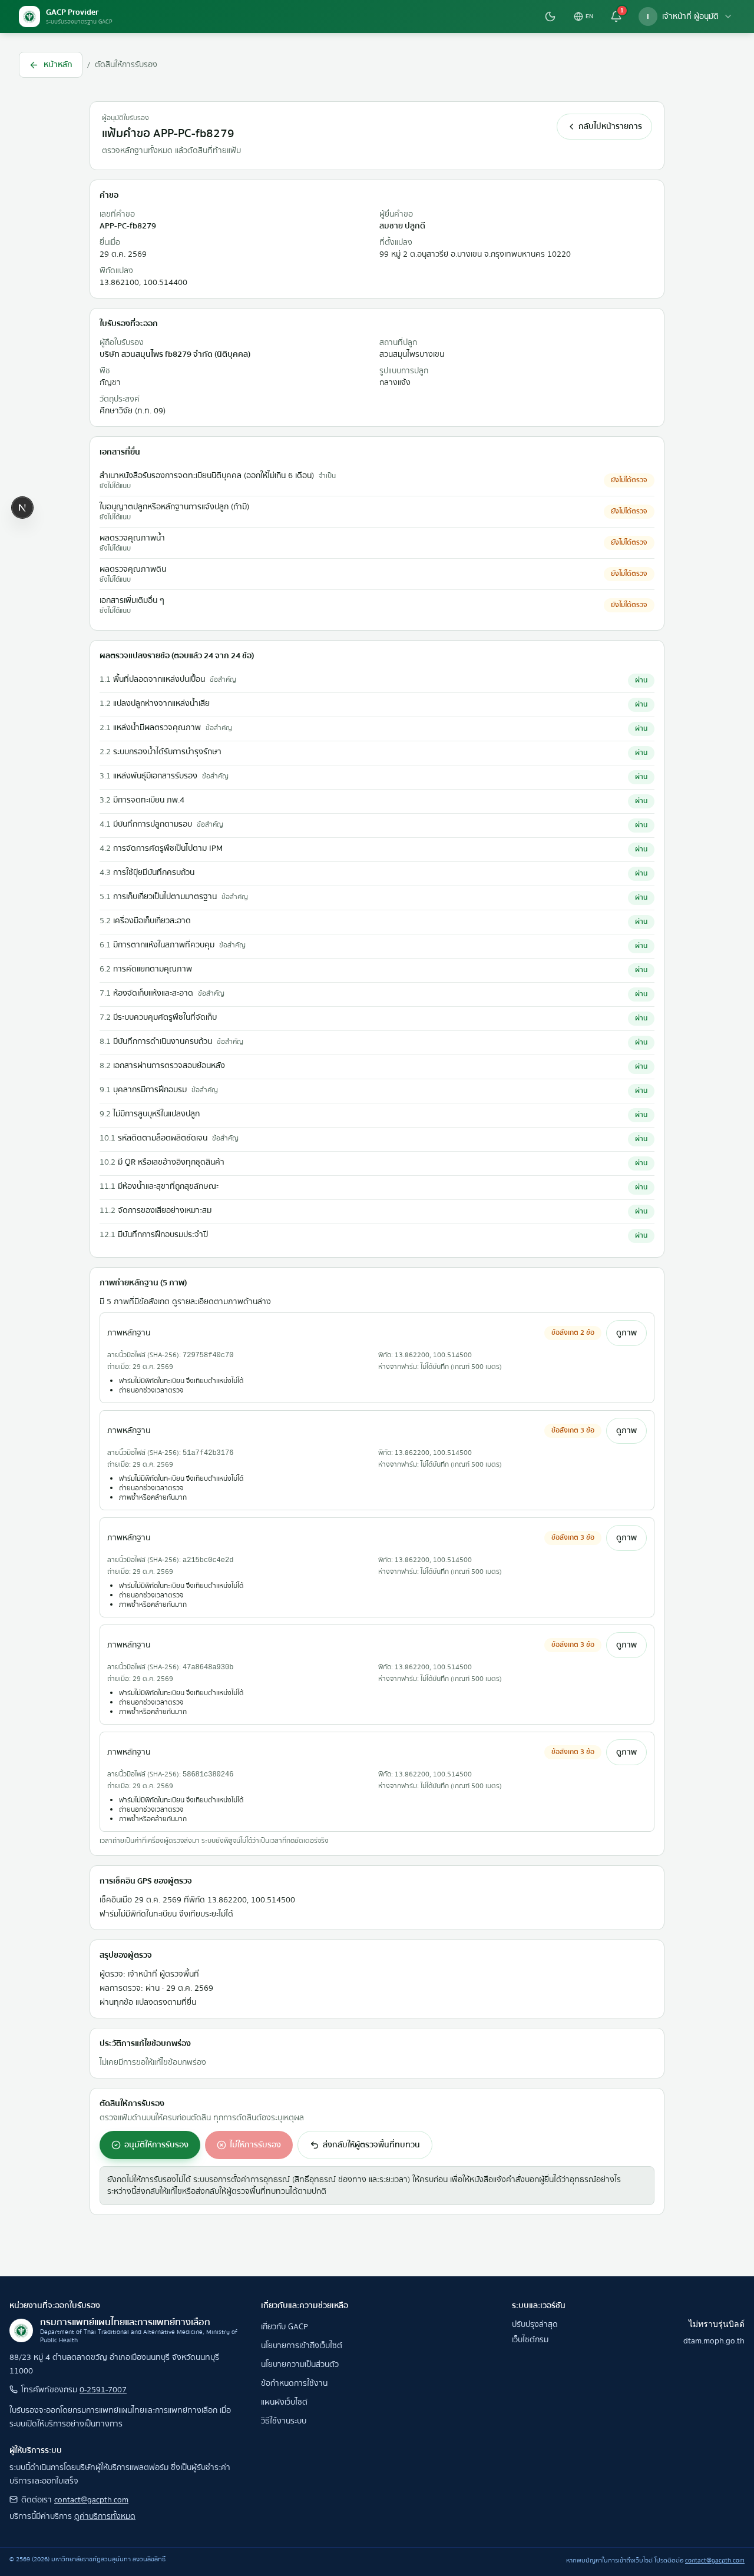 GACP Provider
ระบบรับรองมาตรฐาน GACP
EN
1
I
เจ้าหน้าที่ ผู้อนุมัติ
หน้าหลัก
/ ตัดสินให้การรับรอง
ผู้อนุมัติใบรับรอง
แฟ้มคำขอ APP-PC-fb8279
ตรวจหลักฐานทั้งหมด แล้วตัดสินที่ท้ายแฟ้ม
กลับไปหน้ารายการ
คำขอ
เลขที่คำขอ
APP-PC-fb8279
ผู้ยื่นคำขอ
สมชาย ปลูกดี
ยื่นเมื่อ
29 ต.ค. 2569
ที่ตั้งแปลง
99 หมู่ 2 ต.อนุสาวรีย์ อ.บางเขน จ.กรุงเทพมหานคร 10220
พิกัดแปลง
13.862100, 100.514400
ใบรับรองที่จะออก
ผู้ถือใบรับรอง
บริษัท สวนสมุนไพร fb8279 จำกัด (นิติบุคคล)
สถานที่ปลูก
สวนสมุนไพรบางเขน
พืช
กัญชา
รูปแบบการปลูก
กลางแจ้ง
วัตถุประสงค์
ศึกษาวิจัย (ภ.ท. 09)
เอกสารที่ยื่น
สำเนาหนังสือรับรองการจดทะเบียนนิติบุคคล (ออกให้ไม่เกิน 6 เดือน) จำเป็น
ยังไม่ได้แนบ
ยังไม่ได้ตรวจ
ใบอนุญาตปลูกหรือหลักฐานการแจ้งปลูก (ถ้ามี)
ยังไม่ได้แนบ
ยังไม่ได้ตรวจ
ผลตรวจคุณภาพน้ำ
ยังไม่ได้แนบ
ยังไม่ได้ตรวจ
ผลตรวจคุณภาพดิน
ยังไม่ได้แนบ
ยังไม่ได้ตรวจ
เอกสารเพิ่มเติมอื่น ๆ
ยังไม่ได้แนบ
ยังไม่ได้ตรวจ
ผลตรวจแปลงรายข้อ (ตอบแล้ว 24 จาก 24 ข้อ)
1.1 พื้นที่ปลอดจากแหล่งปนเปื้อน ข้อสำคัญ ผ่าน
1.2 แปลงปลูกห่างจากแหล่งน้ำเสีย ผ่าน
2.1 แหล่งน้ำมีผลตรวจคุณภาพ ข้อสำคัญ ผ่าน
2.2 ระบบกรองน้ำได้รับการบำรุงรักษา ผ่าน
3.1 แหล่งพันธุ์มีเอกสารรับรอง ข้อสำคัญ ผ่าน
3.2 มีการจดทะเบียน ภพ.4 ผ่าน
4.1 มีบันทึกการปลูกตามรอบ ข้อสำคัญ ผ่าน
4.2 การจัดการศัตรูพืชเป็นไปตาม IPM ผ่าน
4.3 การใช้ปุ๋ยมีบันทึกครบถ้วน ผ่าน
5.1 การเก็บเกี่ยวเป็นไปตามมาตรฐาน ข้อสำคัญ ผ่าน
5.2 เครื่องมือเก็บเกี่ยวสะอาด ผ่าน
6.1 มีการตากแห้งในสภาพที่ควบคุม ข้อสำคัญ ผ่าน
6.2 การคัดแยกตามคุณภาพ ผ่าน
7.1 ห้องจัดเก็บแห้งและสะอาด ข้อสำคัญ ผ่าน
7.2 มีระบบควบคุมศัตรูพืชในที่จัดเก็บ ผ่าน
8.1 มีบันทึกการดำเนินงานครบถ้วน ข้อสำคัญ ผ่าน
8.2 เอกสารผ่านการตรวจสอบย้อนหลัง ผ่าน
9.1 บุคลากรมีการฝึกอบรม ข้อสำคัญ ผ่าน
9.2 ไม่มีการสูบบุหรี่ในแปลงปลูก ผ่าน
10.1 รหัสติดตามล็อตผลิตชัดเจน ข้อสำคัญ ผ่าน
10.2 มี QR หรือเลขอ้างอิงทุกชุดสินค้า ผ่าน
11.1 มีห้องน้ำและสุขาที่ถูกสุขลักษณะ ผ่าน
11.2 จัดการของเสียอย่างเหมาะสม ผ่าน
12.1 มีบันทึกการฝึกอบรมประจำปี ผ่าน
ภาพถ่ายหลักฐาน (5 ภาพ)
มี 5 ภาพที่มีข้อสังเกต ดูรายละเอียดตามภาพด้านล่าง
ภาพหลักฐาน ข้อสังเกต 2 ข้อ ดูภาพ
ลายนิ้วมือไฟล์ (SHA-256): 729758f40c70 พิกัด: 13.862200, 100.514500
ถ่ายเมื่อ: 29 ต.ค. 2569 ห่างจากฟาร์ม: ไม่ได้บันทึก (เกณฑ์ 500 เมตร)
• ฟาร์มไม่มีพิกัดในทะเบียน จึงเทียบตำแหน่งไม่ได้
• ถ่ายนอกช่วงเวลาตรวจ
ภาพหลักฐาน ข้อสังเกต 3 ข้อ ดูภาพ
ลายนิ้วมือไฟล์ (SHA-256): 51a7f42b3176 พิกัด: 13.862200, 100.514500
ถ่ายเมื่อ: 29 ต.ค. 2569 ห่างจากฟาร์ม: ไม่ได้บันทึก (เกณฑ์ 500 เมตร)
• ฟาร์มไม่มีพิกัดในทะเบียน จึงเทียบตำแหน่งไม่ได้
• ถ่ายนอกช่วงเวลาตรวจ
• ภาพซ้ำหรือคล้ายกันมาก
ภาพหลักฐาน ข้อสังเกต 3 ข้อ ดูภาพ
ลายนิ้วมือไฟล์ (SHA-256): a215bc0c4e2d พิกัด: 13.862200, 100.514500
ถ่ายเมื่อ: 29 ต.ค. 2569 ห่างจากฟาร์ม: ไม่ได้บันทึก (เกณฑ์ 500 เมตร)
• ฟาร์มไม่มีพิกัดในทะเบียน จึงเทียบตำแหน่งไม่ได้
• ถ่ายนอกช่วงเวลาตรวจ
• ภาพซ้ำหรือคล้ายกันมาก
ภาพหลักฐาน ข้อสังเกต 3 ข้อ ดูภาพ
ลายนิ้วมือไฟล์ (SHA-256): 47a8648a930b พิกัด: 13.862200, 100.514500
ถ่ายเมื่อ: 29 ต.ค. 2569 ห่างจากฟาร์ม: ไม่ได้บันทึก (เกณฑ์ 500 เมตร)
• ฟาร์มไม่มีพิกัดในทะเบียน จึงเทียบตำแหน่งไม่ได้
• ถ่ายนอกช่วงเวลาตรวจ
• ภาพซ้ำหรือคล้ายกันมาก
ภาพหลักฐาน ข้อสังเกต 3 ข้อ ดูภาพ
ลายนิ้วมือไฟล์ (SHA-256): 58681c380246 พิกัด: 13.862200, 100.514500
ถ่ายเมื่อ: 29 ต.ค. 2569 ห่างจากฟาร์ม: ไม่ได้บันทึก (เกณฑ์ 500 เมตร)
• ฟาร์มไม่มีพิกัดในทะเบียน จึงเทียบตำแหน่งไม่ได้
• ถ่ายนอกช่วงเวลาตรวจ
• ภาพซ้ำหรือคล้ายกันมาก
เวลาถ่ายเป็นค่าที่เครื่องผู้ตรวจส่งมา ระบบยังพิสูจน์ไม่ได้ว่าเป็นเวลาที่กดชัตเตอร์จริง
การเช็คอิน GPS ของผู้ตรวจ
เช็คอินเมื่อ 29 ต.ค. 2569 ที่พิกัด 13.862200, 100.514500
ฟาร์มไม่มีพิกัดในทะเบียน จึงเทียบระยะไม่ได้
สรุปของผู้ตรวจ
ผู้ตรวจ: เจ้าหน้าที่ ผู้ตรวจพื้นที่
ผลการตรวจ: ผ่าน · 29 ต.ค. 2569
ผ่านทุกข้อ แปลงตรงตามที่ยื่น
ประวัติการแก้ไขข้อบกพร่อง
ไม่เคยมีการขอให้แก้ไขข้อบกพร่อง
ตัดสินให้การรับรอง
ตรวจแฟ้มด้านบนให้ครบก่อนตัดสิน ทุกการตัดสินต้องระบุเหตุผล
อนุมัติให้การรับรอง
ไม่ให้การรับรอง
ส่งกลับให้ผู้ตรวจพื้นที่ทบทวน
ยังกดไม่ให้การรับรองไม่ได้ ระบบรอการตั้งค่าการอุทธรณ์ (สิทธิ์อุทธรณ์ ช่องทาง และระยะเวลา) ให้ครบก่อน เพื่อให้หนังสือแจ้งคำสั่งบอกผู้ยื่นได้ว่าอุทธรณ์อย่างไร
ระหว่างนี้ส่งกลับให้แก้ไขหรือส่งกลับให้ผู้ตรวจพื้นที่ทบทวนได้ตามปกติ
หน่วยงานที่จะออกใบรับรอง
กรมการแพทย์แผนไทยและการแพทย์ทางเลือก
Department of Thai Traditional and Alternative Medicine, Ministry of
Public Health
88/23 หมู่ 4 ตำบลตลาดขวัญ อำเภอเมืองนนทบุรี จังหวัดนนทบุรี
11000
โทรศัพท์ของกรม 0-2591-7007
ใบรับรองจะออกโดยกรมการแพทย์แผนไทยและการแพทย์ทางเลือก เมื่อ
ระบบเปิดให้บริการอย่างเป็นทางการ
ผู้ให้บริการระบบ
ระบบนี้ดำเนินการโดยบริษัทผู้ให้บริการแพลตฟอร์ม ซึ่งเป็นผู้รับชำระค่า
บริการและออกใบเสร็จ
ติดต่อเรา contact@gacpth.com
บริการนี้มีค่าบริการ ดูค่าบริการทั้งหมด
เกี่ยวกับและความช่วยเหลือ
เกี่ยวกับ GACP
นโยบายการเข้าถึงเว็บไซต์
นโยบายความเป็นส่วนตัว
ข้อกำหนดการใช้งาน
แผนผังเว็บไซต์
วิธีใช้งานระบบ
ระบบและเวอร์ชัน
ปรับปรุงล่าสุด ไม่ทราบรุ่นบิลด์
เว็บไซต์กรม dtam.moph.go.th
© 2569 (2026) มหาวิทยาลัยราชภัฏสวนสุนันทา สงวนลิขสิทธิ์
หากพบปัญหาในการเข้าถึงเว็บไซต์ โปรดติดต่อ contact@gacpth.com